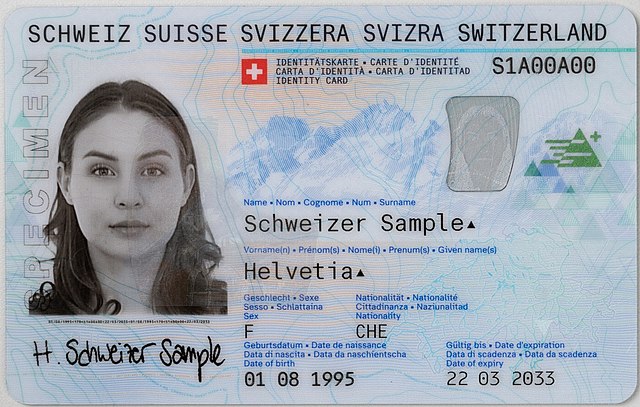 SCHWEIZ SUISSE SVIZZERA SVIZRA SWITZERLAND
IDENTITÄTSKARTE • CARTE D'IDENTITÉ
CARTA D'IDENTITÀ • CARTA D'IDENTITAD
IDENTITY CARD
S1A00A00
SPECIMEN
Name • Nom • Cognome • Num • Surname
Schweizer Sample▲
Vorname(n) • Prénom(s) • Nome(i) • Prenum(s) • Given name(s)
Helvetia▲
Geschlecht • Sexe
Sesso • Schlattaina
Sex
F
Nationalität • Nationalité
Cittadinanza • Naziunalitad
Nationality
CHE
H. Schweizer Sample
Geburtsdatum • Date de naissance
Data di nascita • Data da naschientscha
Date of birth
01 08 1995
Gültig bis • Date d'expiration
Data di scadenza • Data da scadenza
Date of expiry
22 03 2033